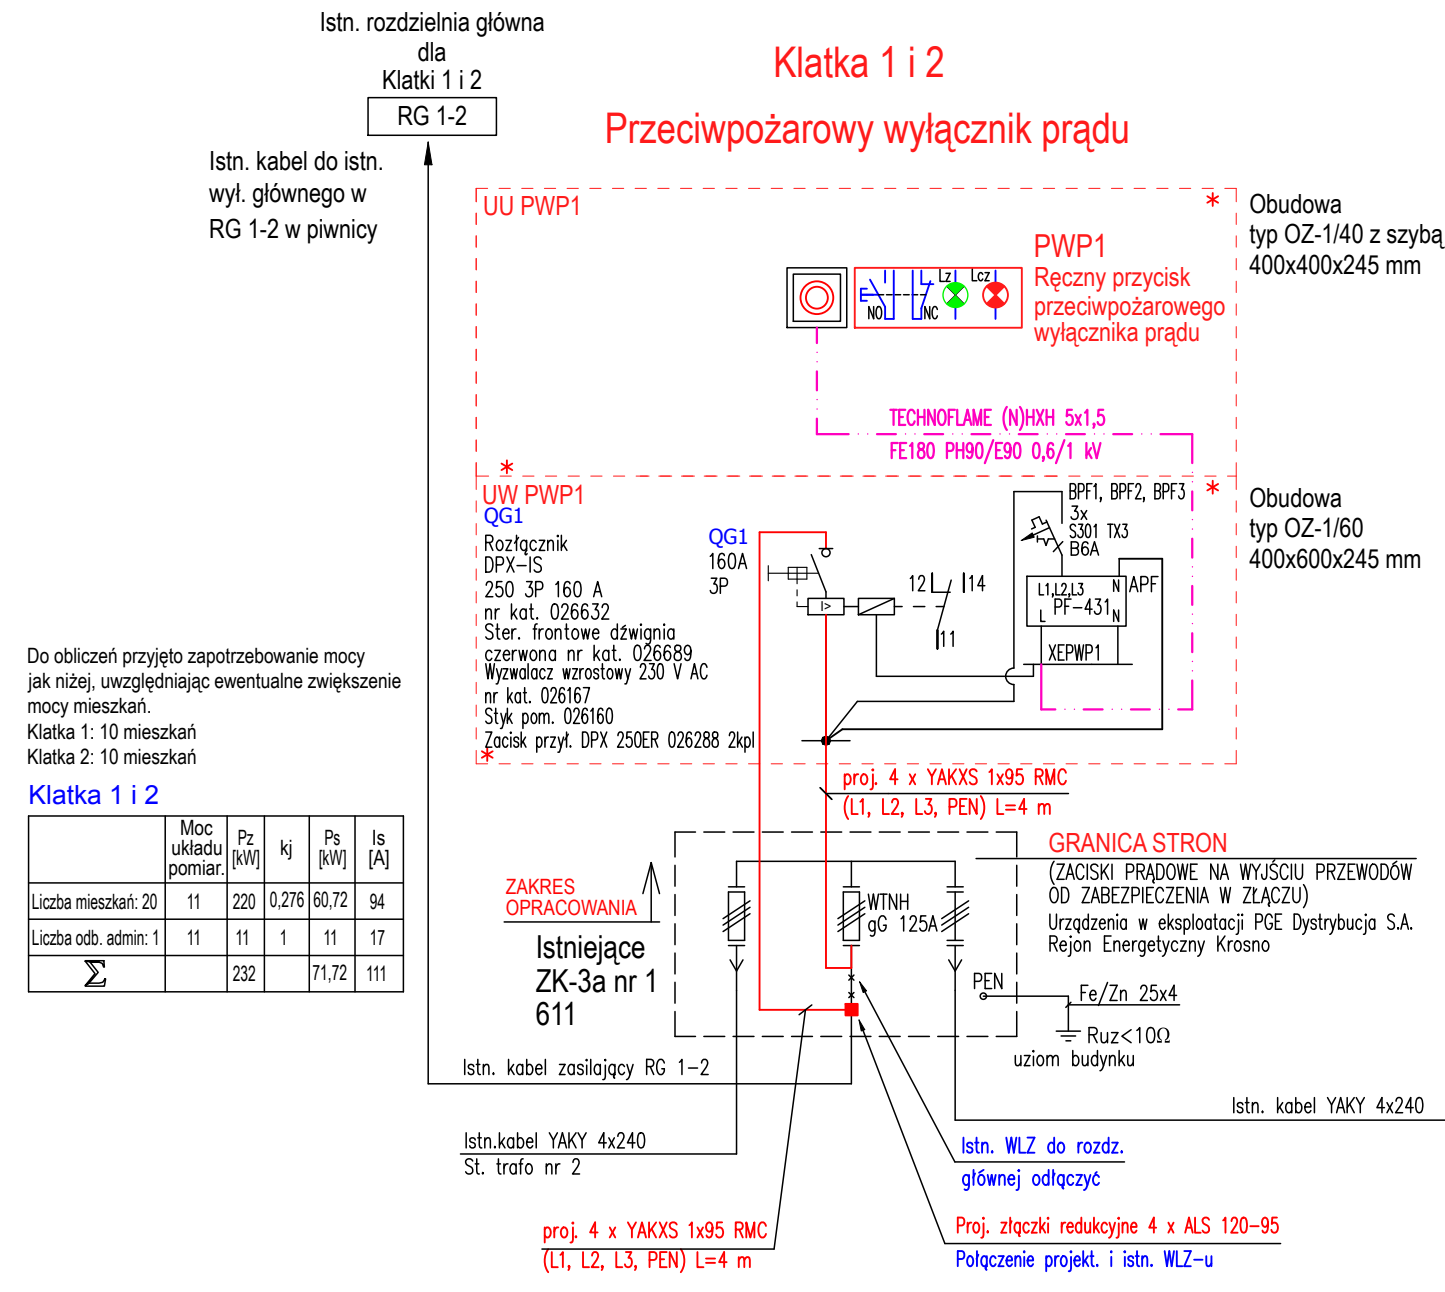 Istn. rozdzielnia główna
dla
Klatki 1 i 2
RG 1-2
Klatka 1 i 2
Przeciwpożarowy wyłącznik prądu
Istn. kabel do istn.
wył. głównego w
RG 1-2 w piwnicy
UU PWP1
*
Obudowa
typ OZ-1/40 z szybą
400x400x245 mm
PWP1
Ręczny przycisk
przeciwpożarowego
wyłącznika prądu
NO
NC
Lz
Lcz
TECHNOFLAME (N)HXH 5x1,5
FE180 PH90/E90 0,6/1 kV
*
UW PWP1
*
Obudowa
typ OZ-1/60
400x600x245 mm
QG1
Rozłącznik
DPX-IS
250 3P 160 A
nr kat. 026632
Ster. frontowe dźwignia
czerwona nr kat. 026689
Wyzwalacz wzrostowy 230 V AC
nr kat. 026167
Styk pom. 026160
Zacisk przył. DPX 250ER 026288 2kpl
*
QG1
160A
3P
I>
12
14
11
BPF1, BPF2, BPF3
3x
S301 TX3
B6A
L1,L2,L3
N
APF
PF-431
L
N
XEPWP1
Do obliczeń przyjęto zapotrzebowanie mocy
jak niżej, uwzględniając ewentualne zwiększenie
mocy mieszkań.
Klatka 1: 10 mieszkań
Klatka 2: 10 mieszkań
Klatka 1 i 2
Moc układu pomiar. Pz [kW] kj Ps [kW] Is [A]
Liczba mieszkań: 20 11 220 0,276 60,72 94
Liczba odb. admin: 1 11 11 1 11 17
∑ 232 71,72 111
proj. 4 x YAKXS 1x95 RMC
(L1, L2, L3, PEN) L=4 m
ZAKRES
OPRACOWANIA
Istniejące
ZK-3a nr 1
611
WTNH
gG 125A
GRANICA STRON
(ZACISKI PRĄDOWE NA WYJŚCIU PRZEWODÓW
OD ZABEZPIECZENIA W ZŁĄCZU)
Urządzenia w eksploatacji PGE Dystrybucja S.A.
Rejon Energetyczny Krosno
PEN
Fe/Zn 25x4
Ruz<10Ω
uziom budynku
Istn. kabel zasilający RG 1-2
Istn. kabel YAKY 4x240
Istn.kabel YAKY 4x240
St. trafo nr 2
Istn. WLZ do rozdz.
głównej odłączyć
proj. 4 x YAKXS 1x95 RMC
(L1, L2, L3, PEN) L=4 m
Proj. złączki redukcyjne 4 x ALS 120-95
Połączenie projekt. i istn. WLZ-u